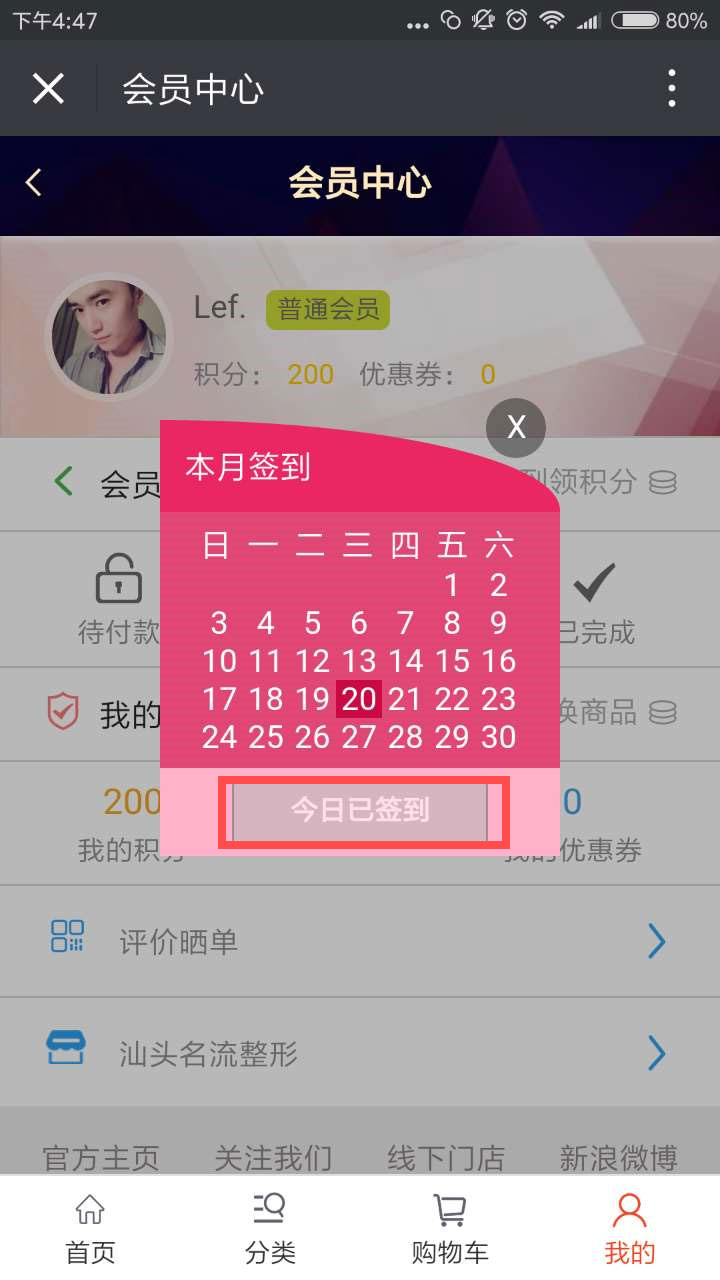 下午4:47 ... 80%
会员中心
会员中心
Lef. 普通会员
积分： 200 优惠券： 0
X
本月签到
会员 到领积分
日 一 二 三 四 五 六
1 2
3 4 5 6 7 8 9
10 11 12 13 14 15 16
17 18 19 20 21 22 23
24 25 26 27 28 29 30
待付款 已完成
我的 换商品
今日已签到
200 0
我的积分 我的优惠券
评价晒单
汕头名流整形
官方主页 关注我们 线下门店 新浪微博
首页 分类 购物车 我的